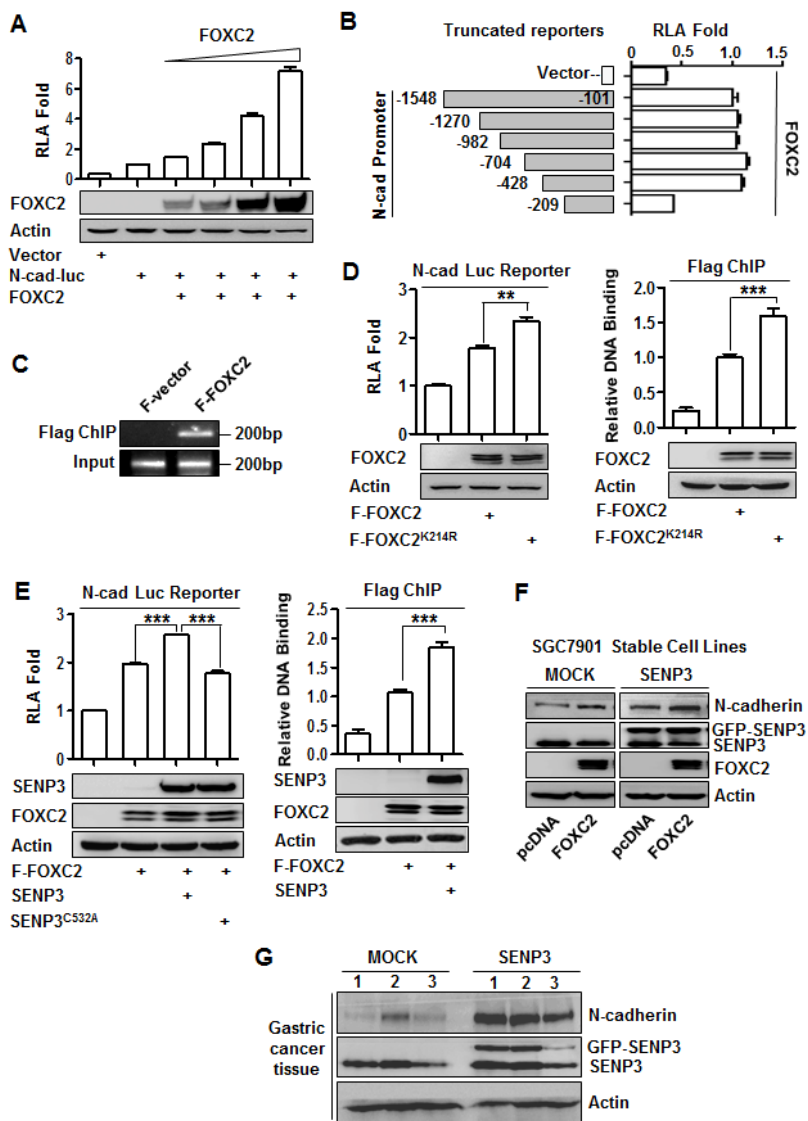 A
FOXC2
RLA Fold
8
6
4
2
0
FOXC2
Actin
Vector +
N-cad-luc + + + + +
FOXC2 + + + +
B
Truncated reporters
RLA Fold
0 0.5 1.0 1.5
Vector--
-1548 -101
-1270
-982
-704
-428
-209
N-cad Promoter
FOXC2
C
F-vector
F-FOXC2
Flag ChIP 200bp
Input 200bp
D
N-cad Luc Reporter
RLA Fold
3
2
1
0
**
FOXC2
Actin
F-FOXC2 +
F-FOXC2K214R +
Flag ChIP
Relative DNA Binding
2.0
1.5
1.0
0.5
0.0
***
FOXC2
Actin
F-FOXC2 +
F-FOXC2K214R +
E
N-cad Luc Reporter
RLA Fold
3
2
1
0
*** ***
SENP3
FOXC2
Actin
F-FOXC2 + + +
SENP3 +
SENP3C532A +
Flag ChIP
Relative DNA Binding
2.5
2.0
1.5
1.0
0.5
0.0
***
SENP3
FOXC2
Actin
F-FOXC2 + +
SENP3 +
F
SGC7901 Stable Cell Lines
MOCK SENP3
N-cadherin
GFP-SENP3
SENP3
FOXC2
Actin
pcDNA
FOXC2
pcDNA
FOXC2
G
MOCK SENP3
1 2 3 1 2 3
Gastric
cancer
tissue
N-cadherin
GFP-SENP3
SENP3
Actin